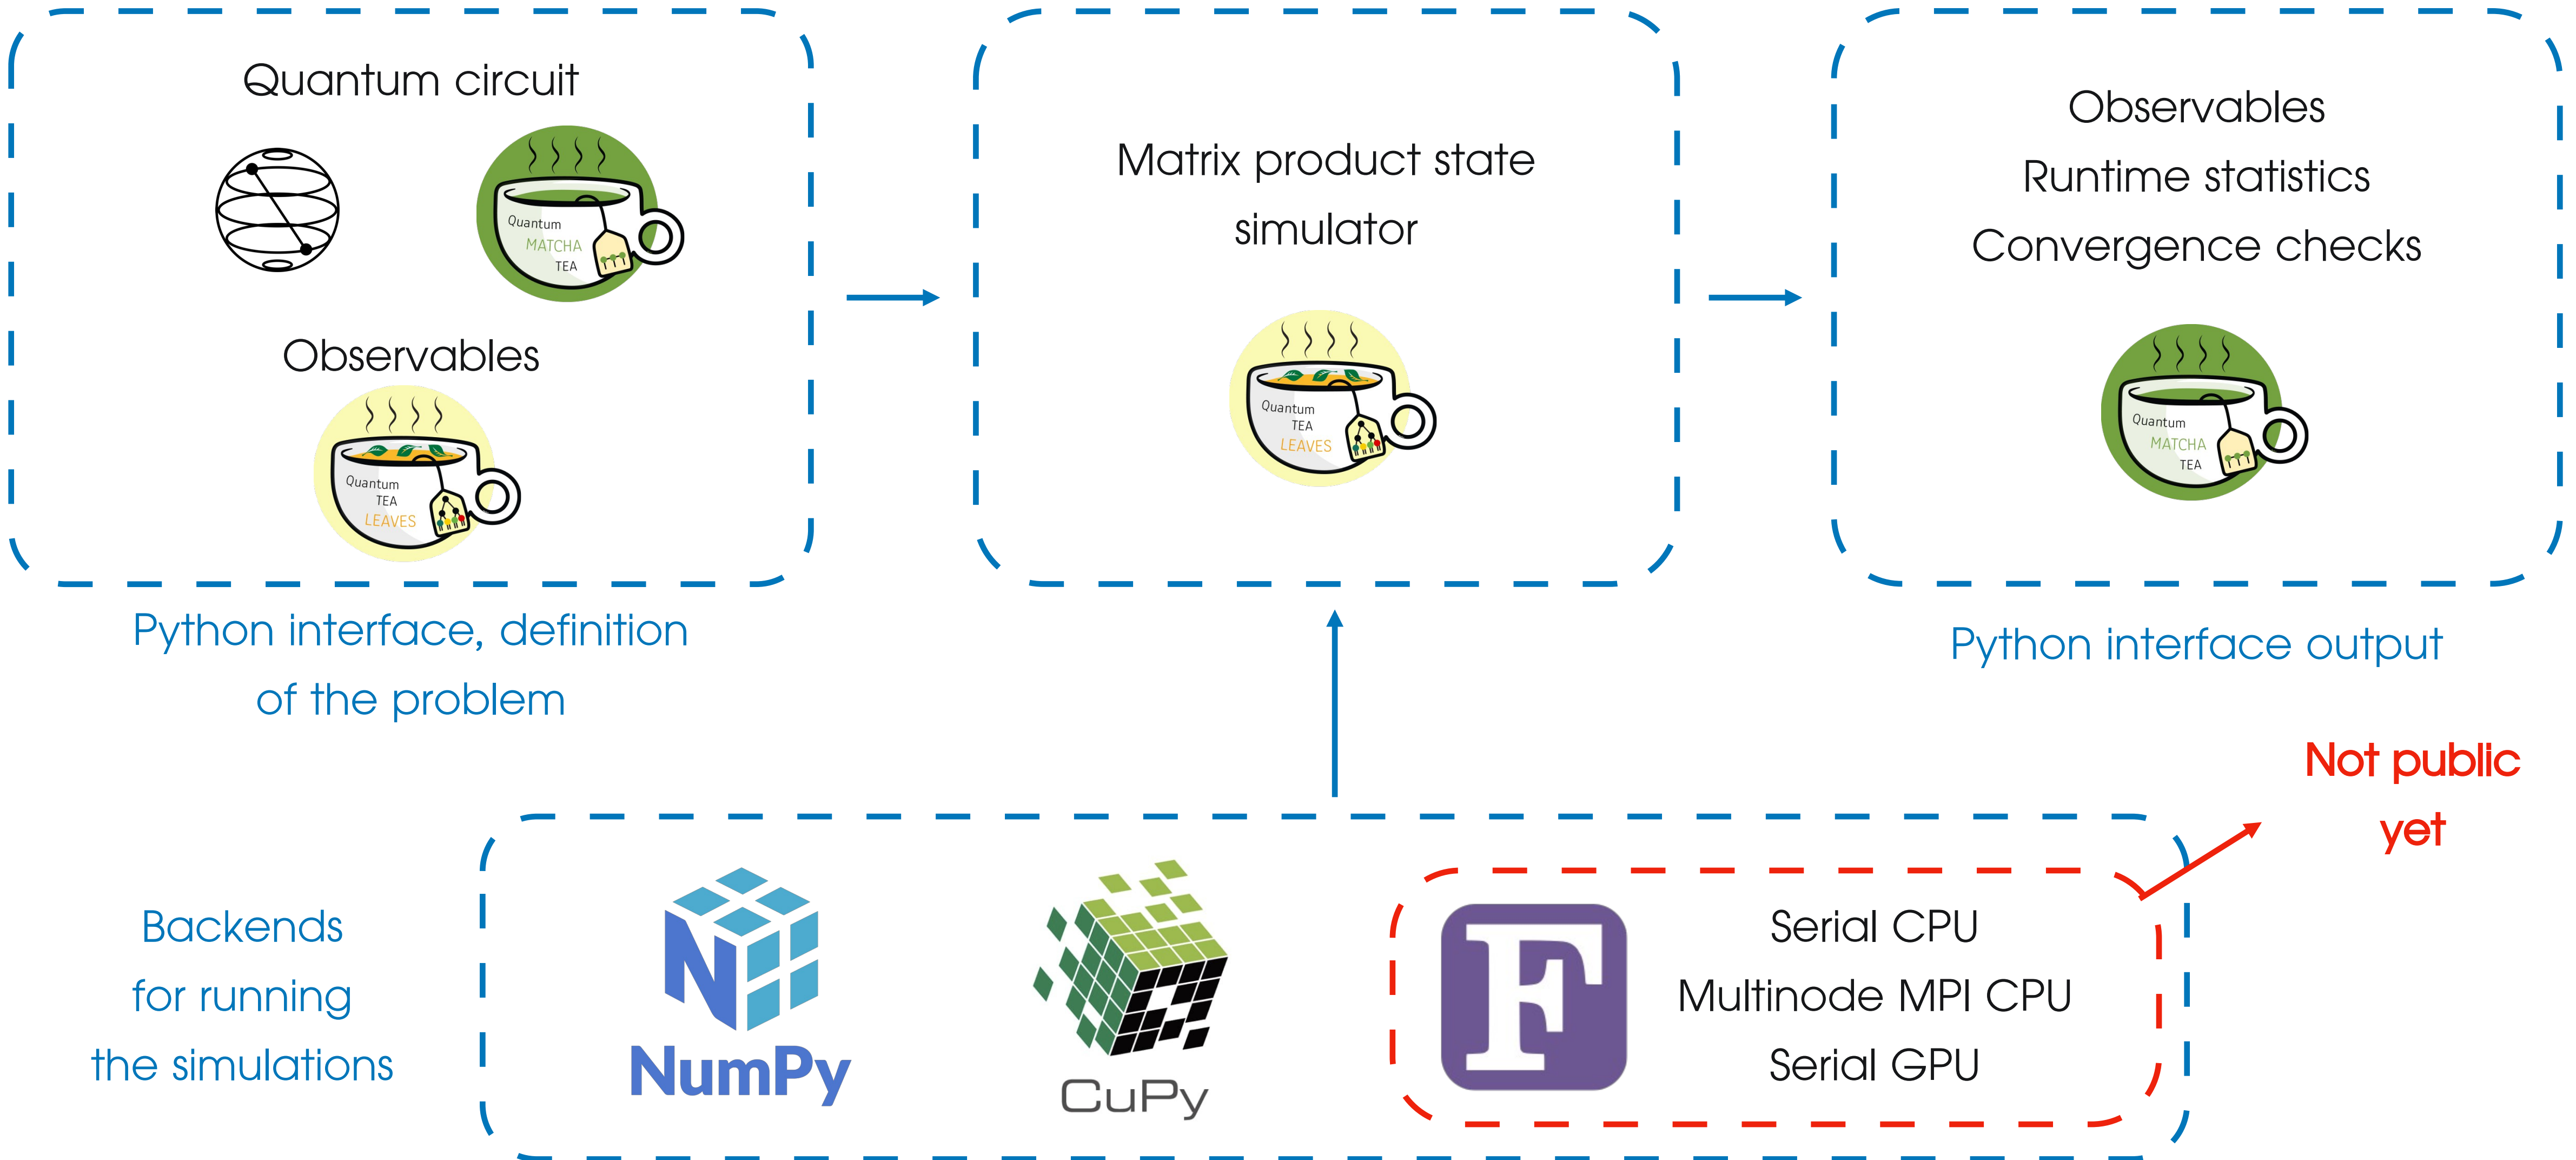 Quantum circuit
Quantum
MATCHA
TEA
Observables
Quantum
TEA
LEAVES
Python interface, definition
of the problem
Matrix product state
simulator
Quantum
TEA
LEAVES
Observables
Runtime statistics
Convergence checks
Quantum
MATCHA
TEA
Python interface output
Not public
yet
Backends
for running
the simulations
NumPy
CuPy
F
Serial CPU
Multinode MPI CPU
Serial GPU